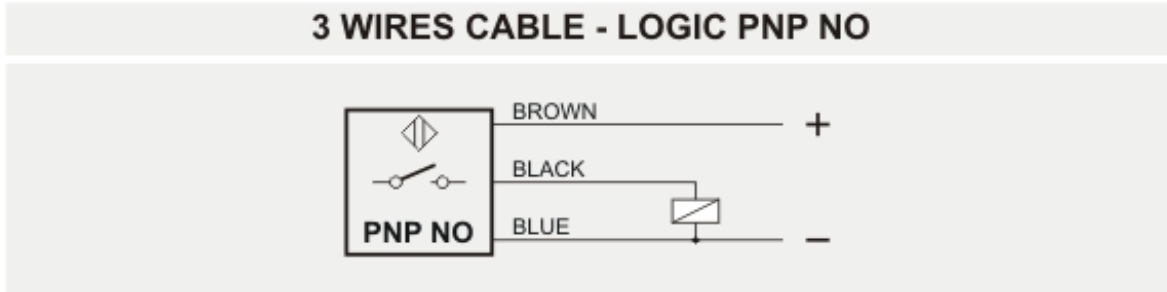 3 WIRES CABLE - LOGIC PNP NO
BROWN
+
BLACK
PNP NO
BLUE
−